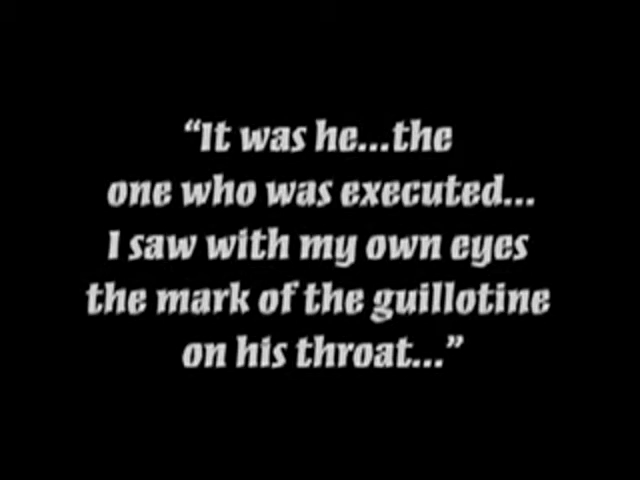 “It was he...the
one who was executed...
I saw with my own eyes
the mark of the guillotine
on his throat...”